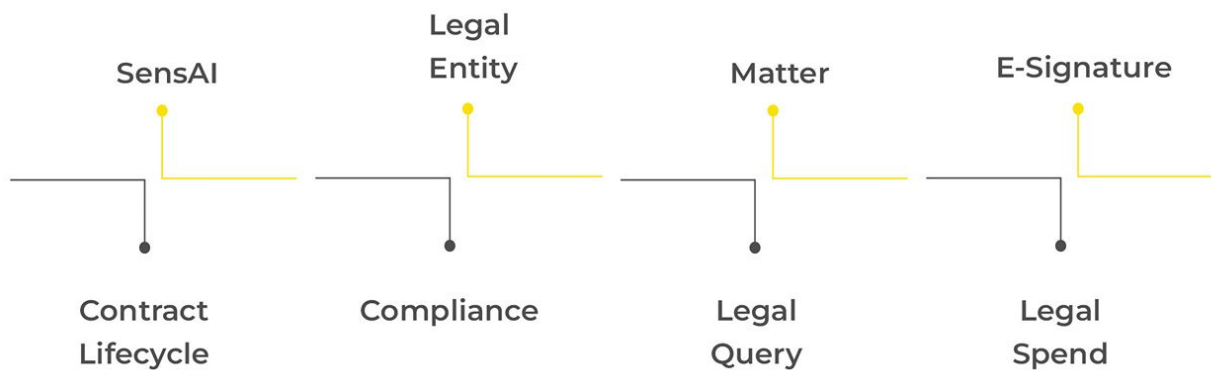 SensAI
Legal
Entity
Matter
E-Signature
Contract
Lifecycle
Compliance
Legal
Query
Legal
Spend